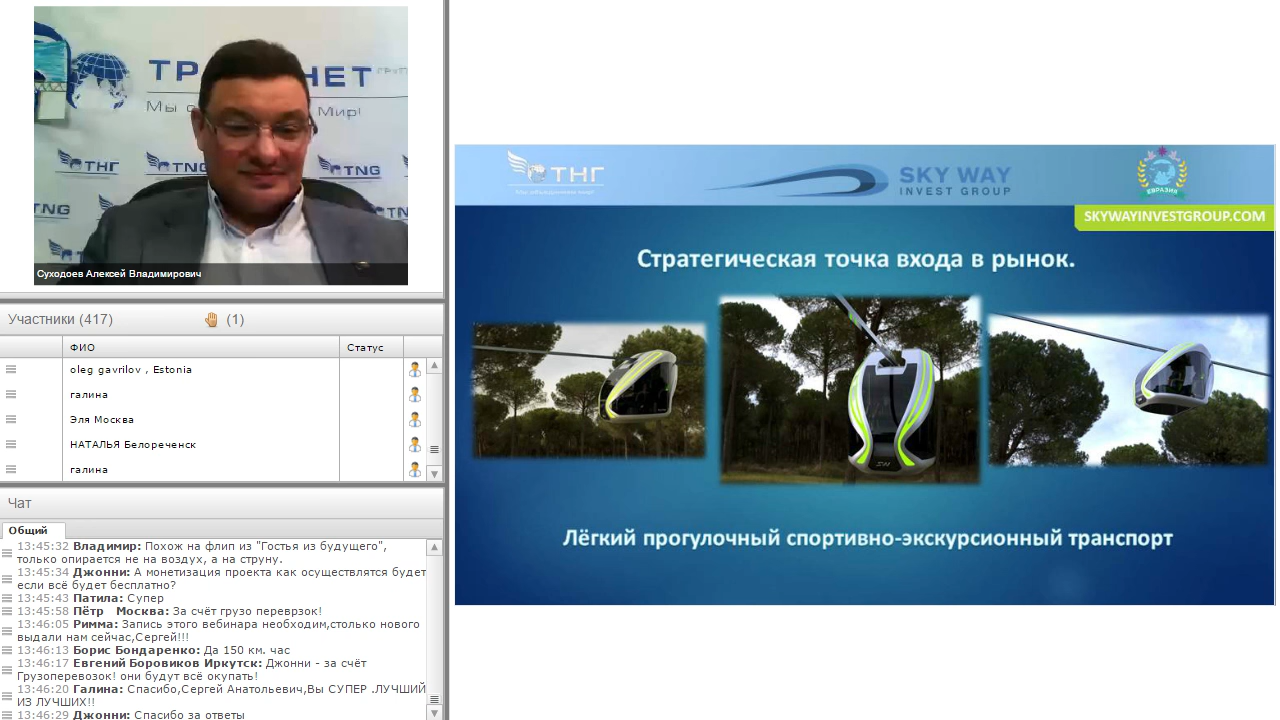 ТР НЕТ
Мы Мир!
ТНГ
TNG
TNG
Суходоев Алексей Владимирович
Участники (417)
(1)
ФИО Статус
oleg gavrilov , Estonia
галина
Эля Москва
НАТАЛЬЯ Белореченск
галина
Чат
Общий
13:45:32 Владимир: Похож на флип из "Гостья из будущего",
только опирается не на воздух, а на струну.
13:45:34 Джонни: А монетизация проекта как осуществлятся будет
если всё будет бесплатно?
13:45:43 Патила: Супер
13:45:58 Пётр Москва: За счёт грузо переврзок!
13:46:05 Римма: Запись этого вебинара необходим,столько нового
выдали нам сейчас,Сергей!!!
13:46:13 Борис Бондаренко: Да 150 км. час
13:46:17 Евгений Боровиков Иркутск: Джонни - за счёт
Грузоперевозок! они будут всё окупать!
13:46:20 Галина: Спасибо,Сергей Анатольевич,Вы СУПЕР .ЛУЧШИЙ
ИЗ ЛУЧШИХ!!
13:46:29 Джонни: Спасибо за ответы
ТНГ
Мы объединяем мир!
SKY WAY
INVEST GROUP
ЕВРАЗИЯ
SKYWAYINVESTGROUP.COM
Стратегическая точка входа в рынок.
Лёгкий прогулочный спортивно-экскурсионный транспорт